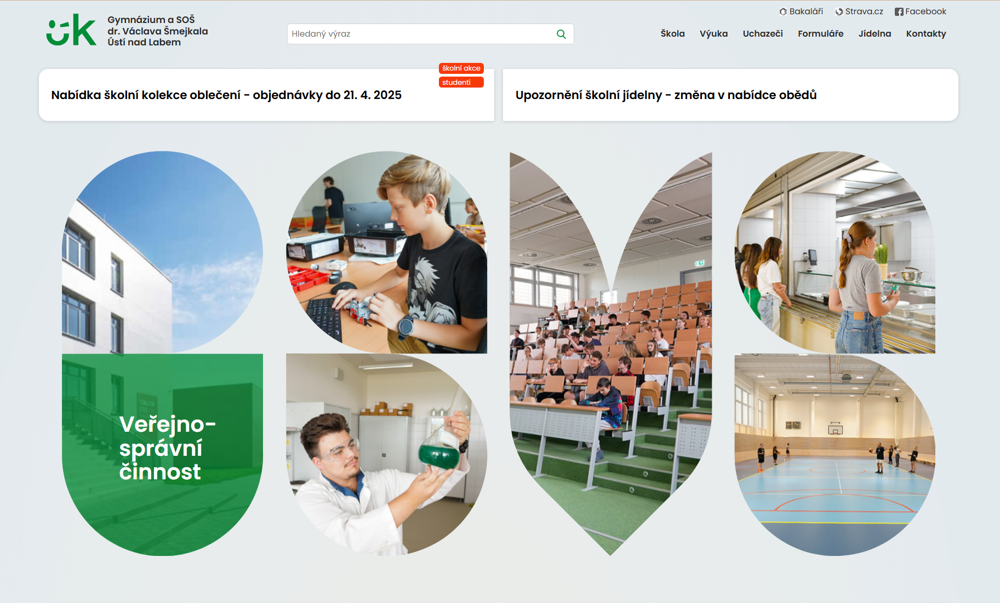 Gymnázium a SOŠ
dr. Václava Šmejkala
Ústí nad Labem
Hledaný výraz
Bakaláři Strava.cz Facebook
Škola Výuka Uchazeči Formuláře Jídelna Kontakty
školní akce
studenti
Nabídka školní kolekce oblečení - objednávky do 21. 4. 2025
Upozornění školní jídelny - změna v nabídce obědů
Veřejno-
správní
činnost